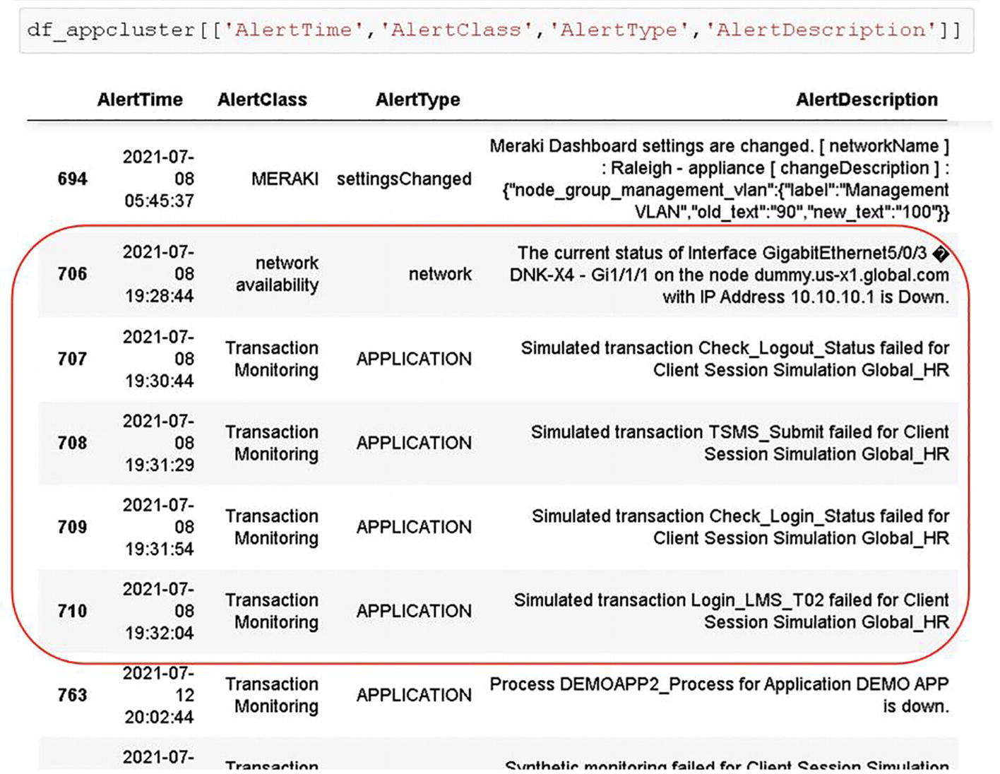 df_appcluster[['AlertTime','AlertClass','AlertType','AlertDescription']]
AlertTime AlertClass AlertType AlertDescription
694 2021-07-08 05:45:37 MERAKI settingsChanged Meraki Dashboard settings are changed. [ networkName ]
: Raleigh - appliance [ changeDescription ] :
{"node_group_management_vlan":{"label":"Management
VLAN","old_text":"90","new_text":"100"}}
706 2021-07-08 19:28:44 network availability network The current status of Interface GigabitEthernet5/0/3 �
DNK-X4 - Gi1/1/1 on the node dummy.us-x1.global.com
with IP Address 10.10.10.1 is Down.
707 2021-07-08 19:30:44 Transaction Monitoring APPLICATION Simulated transaction Check_Logout_Status failed for
Client Session Simulation Global_HR
708 2021-07-08 19:31:29 Transaction Monitoring APPLICATION Simulated transaction TSMS_Submit failed for Client
Session Simulation Global_HR
709 2021-07-08 19:31:54 Transaction Monitoring APPLICATION Simulated transaction Check_Login_Status failed for
Client Session Simulation Global_HR
710 2021-07-08 19:32:04 Transaction Monitoring APPLICATION Simulated transaction Login_LMS_T02 failed for Client
Session Simulation Global_HR
763 2021-07-12 20:02:44 Transaction Monitoring APPLICATION Process DEMOAPP2_Process for Application DEMO APP
is down.
2021-07- Transaction Synthetic monitoring failed for Client Session Simulation